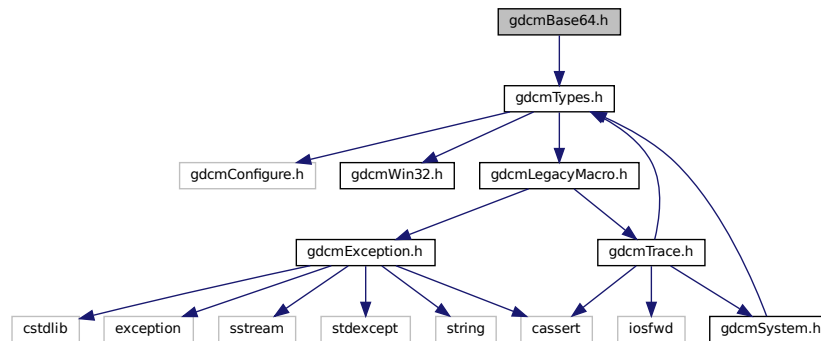 gdcmBase64.h
gdcmTypes.h
gdcmConfigure.h
gdcmWin32.h
gdcmLegacyMacro.h
gdcmException.h
gdcmTrace.h
cstdlib
exception
sstream
stdexcept
string
cassert
iosfwd
gdcmSystem.h